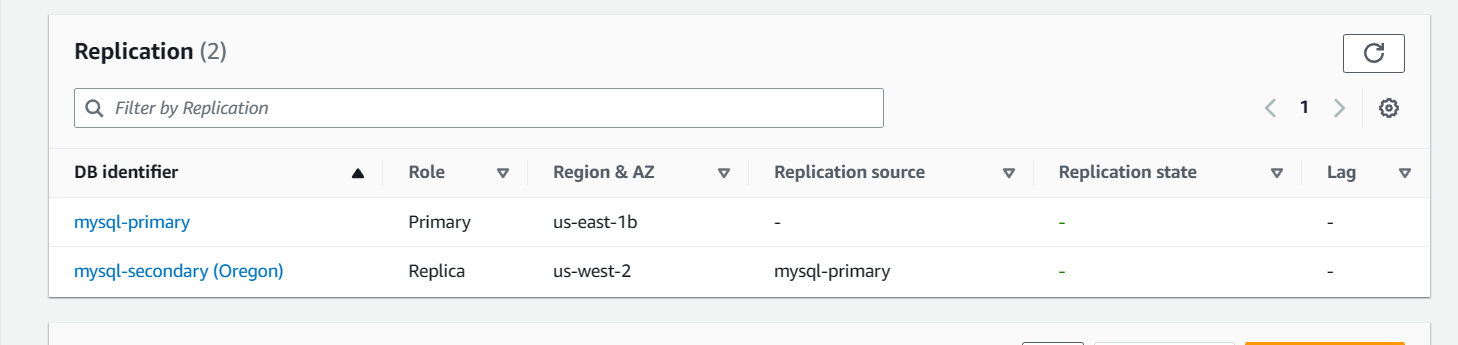 Replication (2)
Filter by Replication
1
DB identifier Role Region & AZ Replication source Replication state Lag
mysql-primary Primary us-east-1b - - -
mysql-secondary (Oregon) Replica us-west-2 mysql-primary - -